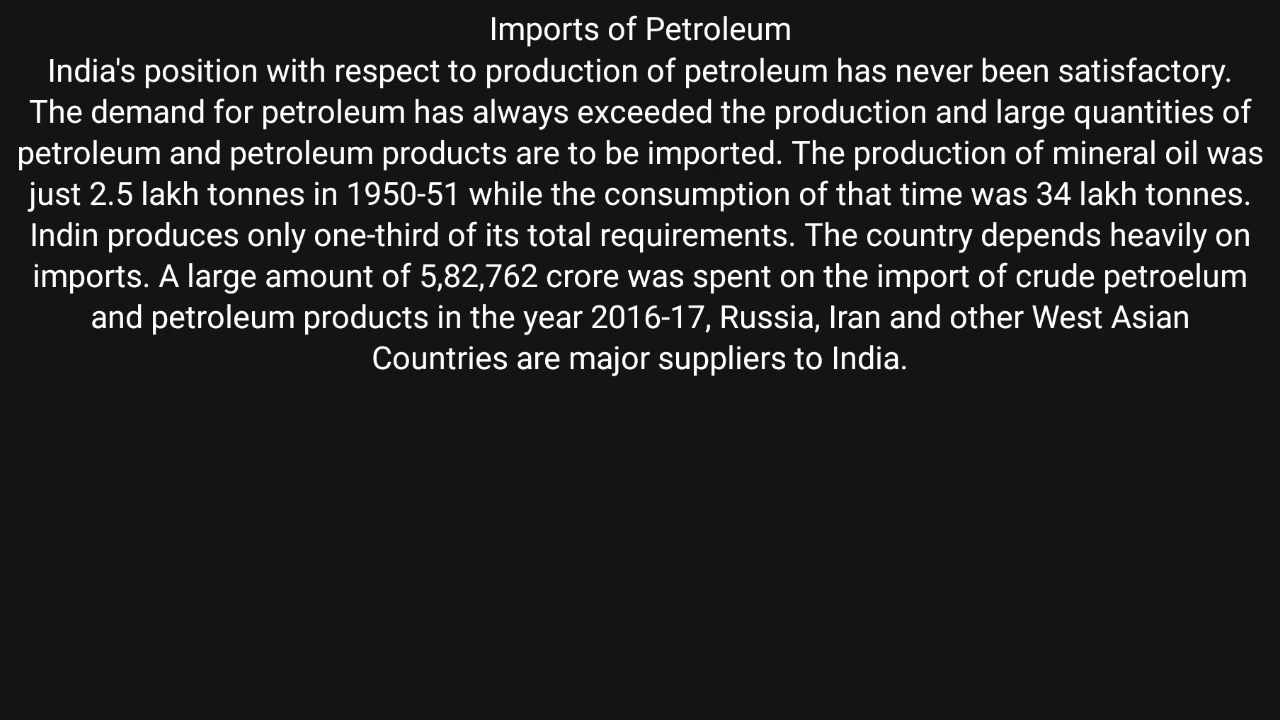 Imports of Petroleum
India's position with respect to production of petroleum has never been satisfactory.
The demand for petroleum has always exceeded the production and large quantities of
petroleum and petroleum products are to be imported. The production of mineral oil was
just 2.5 lakh tonnes in 1950-51 while the consumption of that time was 34 lakh tonnes.
Indin produces only one-third of its total requirements. The country depends heavily on
imports. A large amount of 5,82,762 crore was spent on the import of crude petroelum
and petroleum products in the year 2016-17, Russia, Iran and other West Asian
Countries are major suppliers to India.